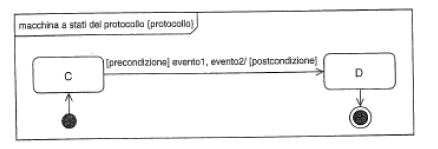 macchina a stati del protocollo {protocollo}
[precondizione] evento1, evento2/ [postcondizione]
C
D